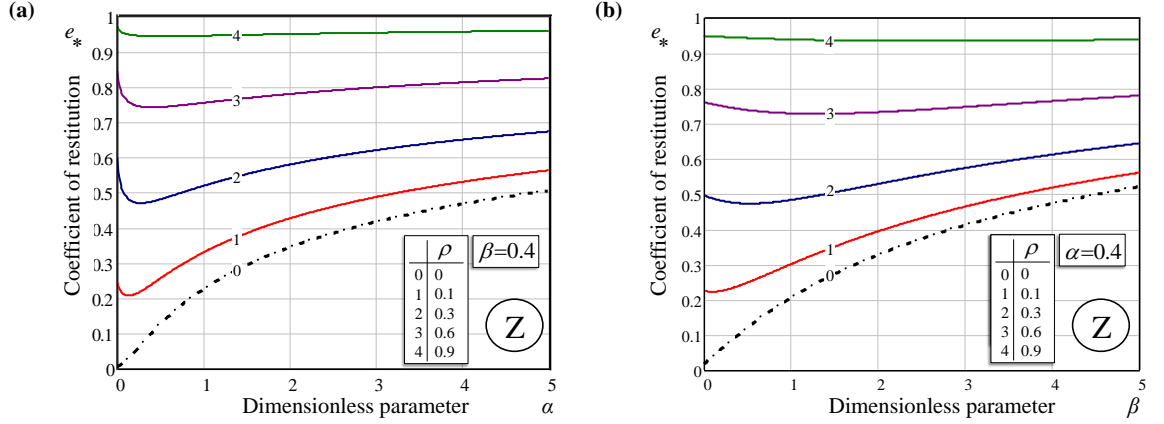 (a)
e*
Coefficient of restitution
1
0.9
0.8
0.7
0.6
0.5
0.4
0.3
0.2
0.1
0
4
3
2
1
0
ρ
0 0
1 0.1
2 0.3
3 0.6
4 0.9
β=0.4
Z
0 1 2 3 4 5
Dimensionless parameter α
(b)
e*
Coefficient of restitution
1
0.9
0.8
0.7
0.6
0.5
0.4
0.3
0.2
0.1
0
4
3
2
1
0
ρ
0 0
1 0.1
2 0.3
3 0.6
4 0.9
α=0.4
Z
0 1 2 3 4 5
Dimensionless parameter β